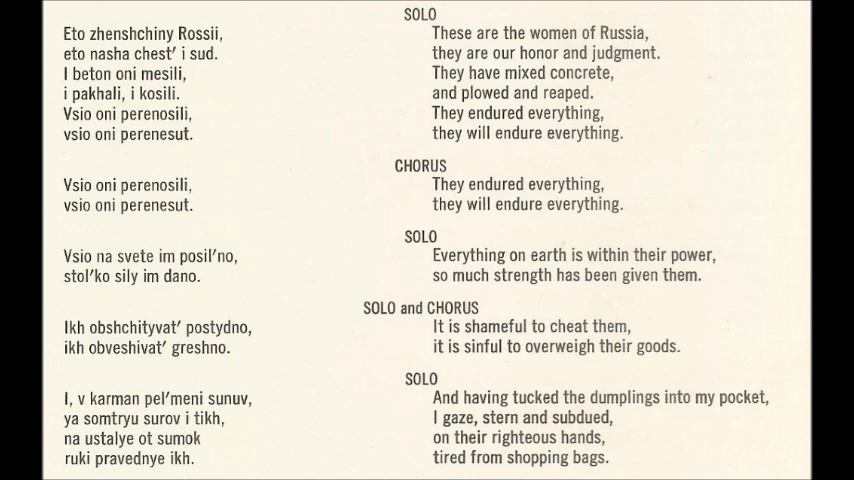 SOLO
Eto zhenshchiny Rossii,
eto nasha chest′ i sud.
I beton oni mesili,
i pakhali, i kosili.
Vsio oni perenosili,
vsio oni perenesut.
These are the women of Russia,
they are our honor and judgment.
They have mixed concrete,
and plowed and reaped.
They endured everything,
they will endure everything.
CHORUS
Vsio oni perenosili,
vsio oni perenesut.
They endured everything,
they will endure everything.
SOLO
Vsio na svete im posil′no,
stol′ko sily im dano.
Everything on earth is within their power,
so much strength has been given them.
SOLO and CHORUS
Ikh obshchityvat′ postydno,
ikh obveshivat′ greshno.
It is shameful to cheat them,
it is sinful to overweigh their goods.
SOLO
I, v karman pel′meni sunuv,
ya somtryu surov i tikh,
na ustalye ot sumok
ruki pravednye ikh.
And having tucked the dumplings into my pocket,
I gaze, stern and subdued,
on their righteous hands,
tired from shopping bags.